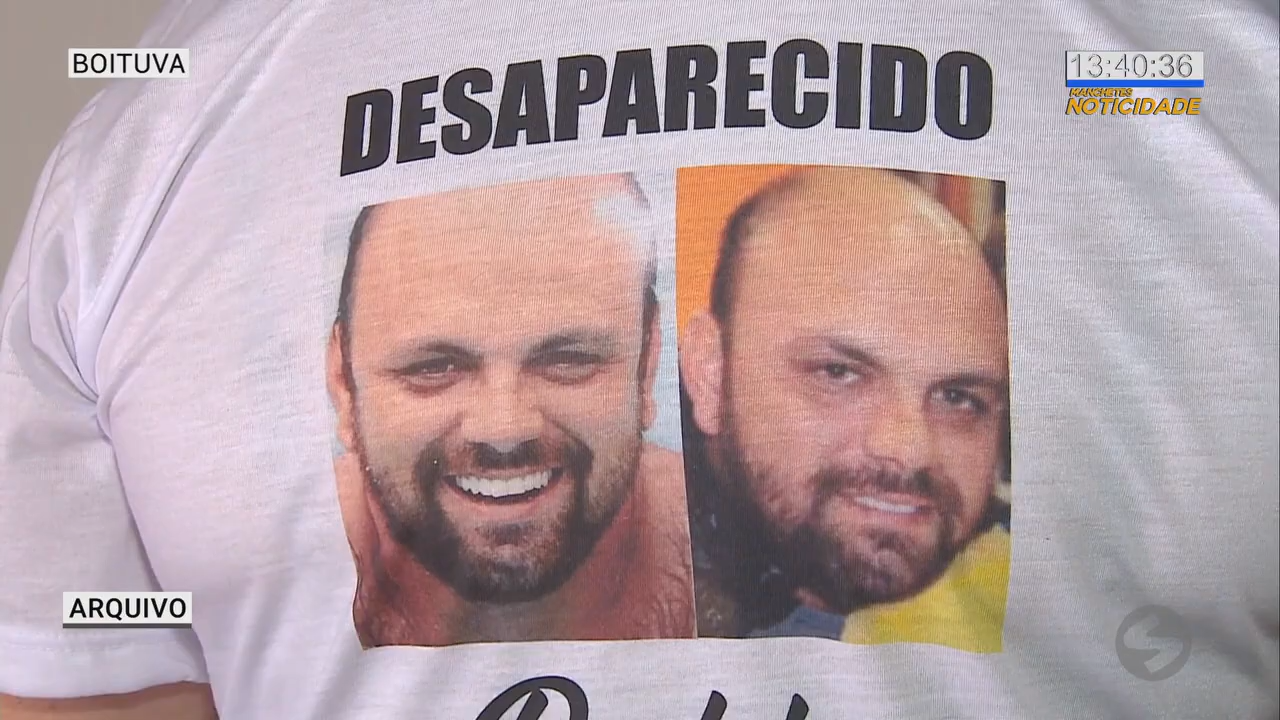 BOITUVA
13:40:36
MANCHETES
NOTICIDADE
DESAPARECIDO
ARQUIVO
S